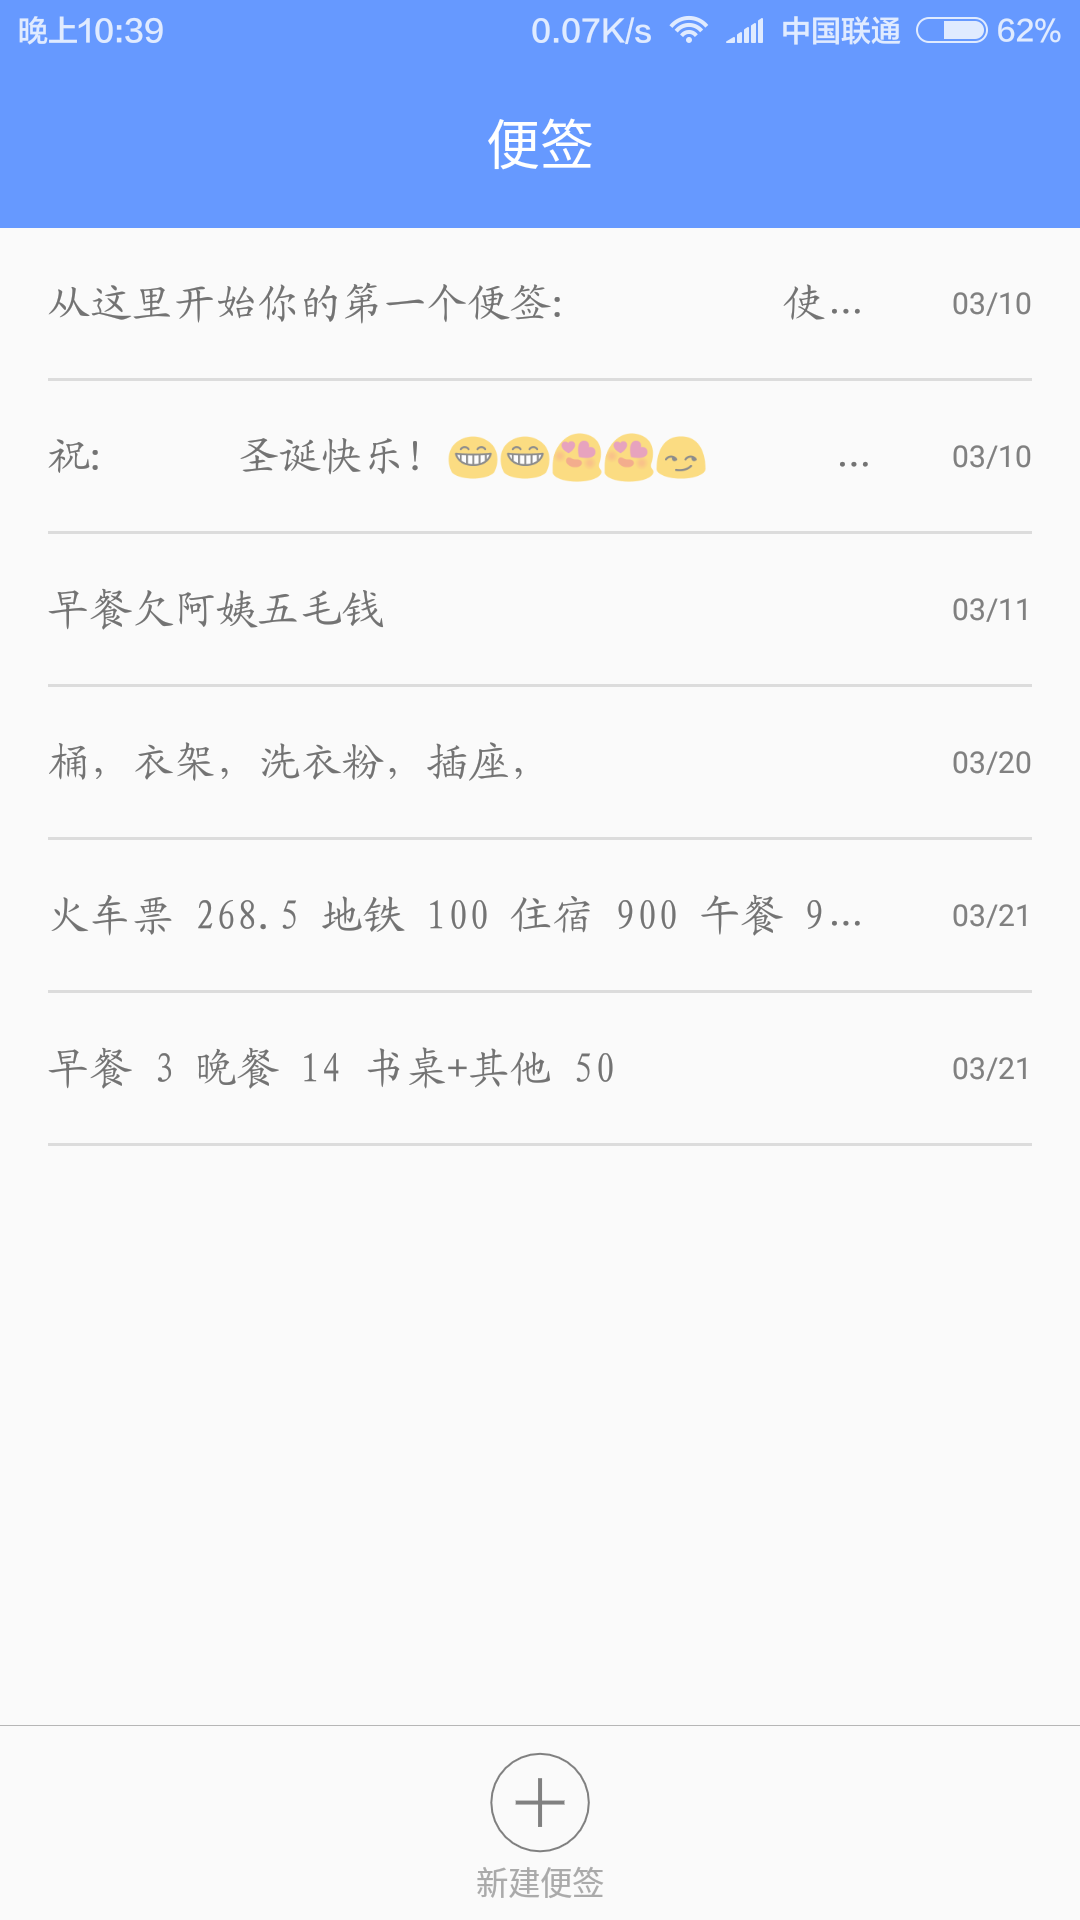 晚上10:39 0.07K/s 中国联通 62%
便签
从这里开始你的第一个便签: 使... 03/10
祝: 圣诞快乐！😁😁😍😍😏 ... 03/10
早餐欠阿姨五毛钱 03/11
桶，衣架，洗衣粉，插座， 03/20
火车票 268.5 地铁 100 住宿 900 午餐 9... 03/21
早餐 3 晚餐 14 书桌+其他 50 03/21
新建便签